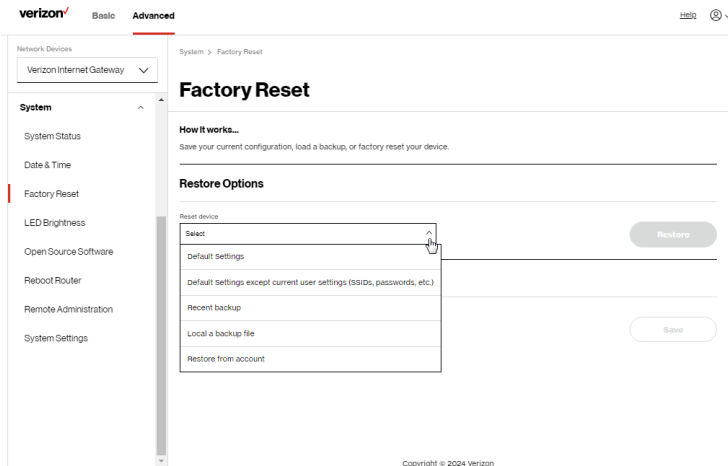 verizon
Basic
Advanced
Help
Network Devices
Verizon Internet Gateway
System
System Status
Date & Time
Factory Reset
LED Brightness
Open Source Software
Reboot Router
Remote Administration
System Settings
System > Factory Reset
Factory Reset
How it works...
Save your current configuration, load a backup, or factory reset your device.
Restore Options
Reset device
Select
Default Settings
Default Settings except current user settings (SSIDs, passwords, etc.)
Recent backup
Local a backup file
Restore from account
Restore
Save
Copyright © 2024 Verizon